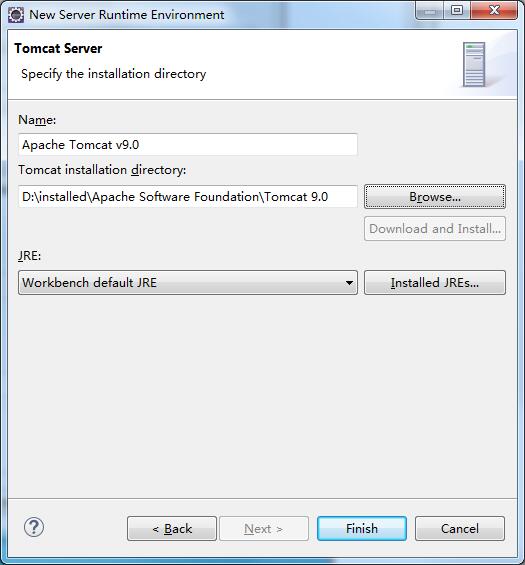 New Server Runtime Environment
Tomcat Server
Specify the installation directory
Name:
Apache Tomcat v9.0
Tomcat installation directory:
D:\installed\Apache Software Foundation\Tomcat 9.0
Browse...
Download and Install...
JRE:
Workbench default JRE
Installed JREs...
?
< Back
Next >
Finish
Cancel